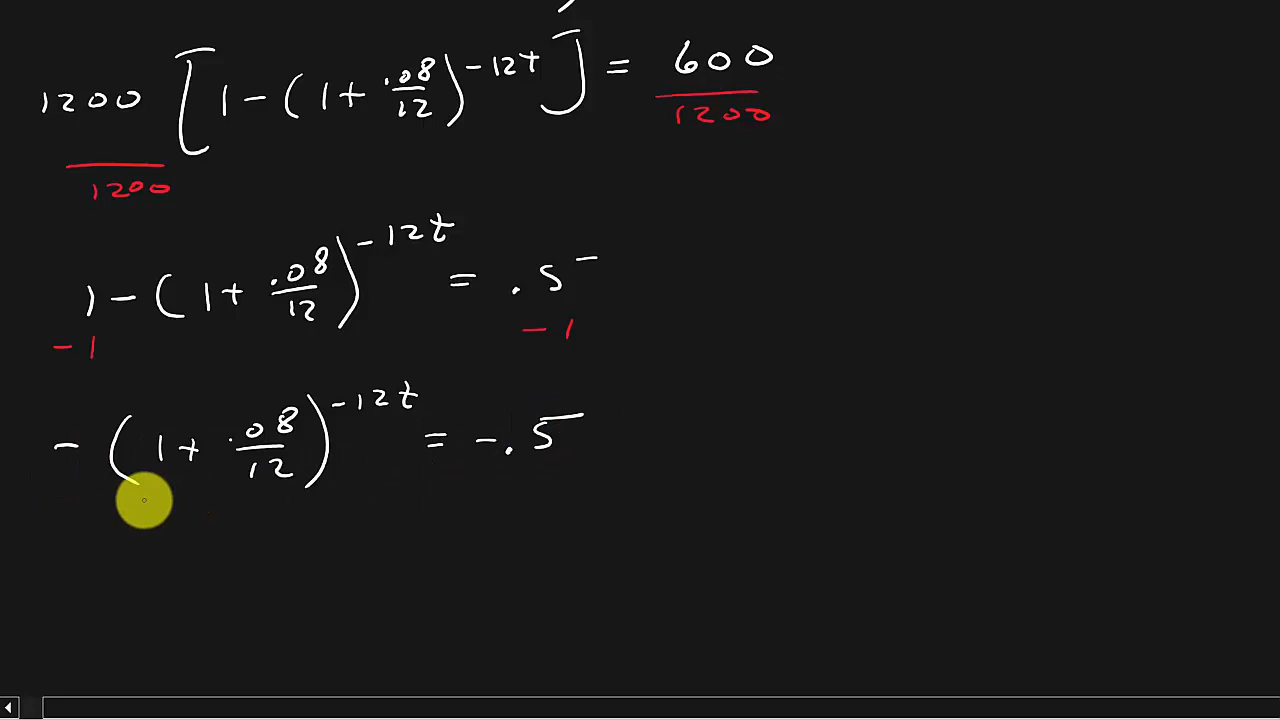 1200 [1 - (1 + .08/12)^-12t] = 600
1200 1200
1 - (1 + .08/12)^-12t = .5
-1 -1
- (1 + .08/12)^-12t = -.5